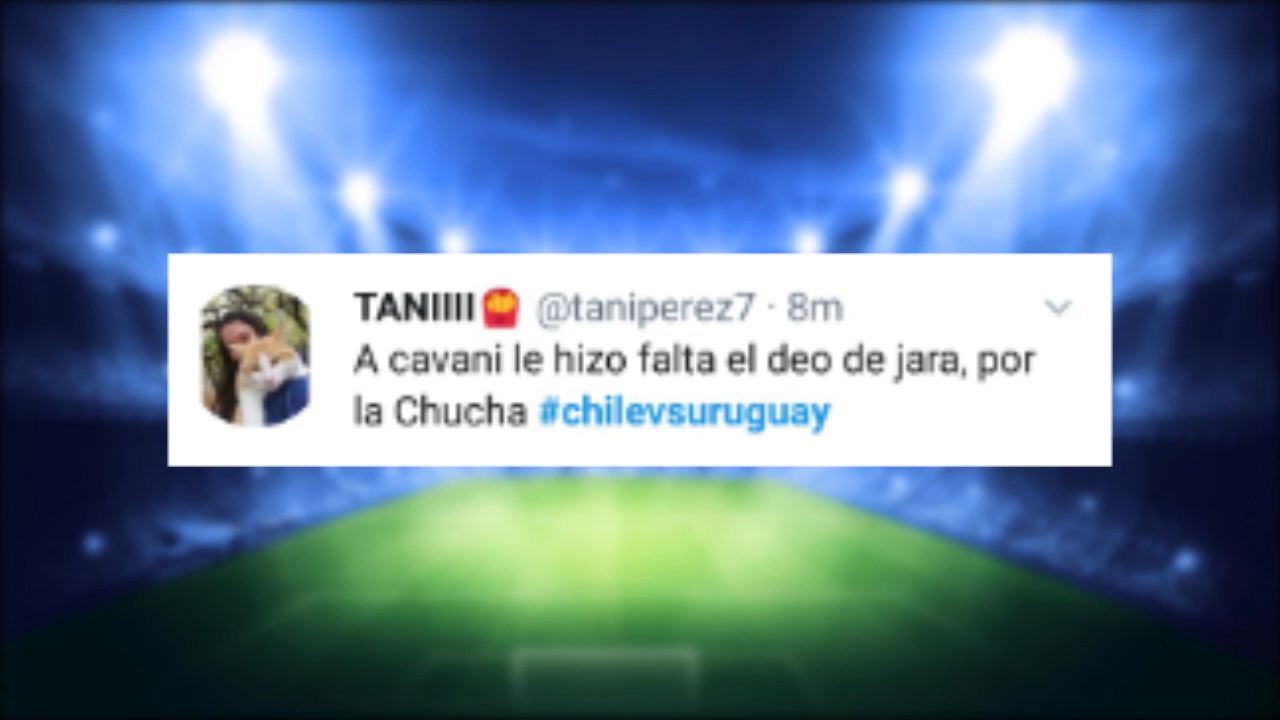 TANIIII🍟 @taniperez7 · 8m
A cavani le hizo falta el deo de jara, por
la Chucha #chilevsuruguay